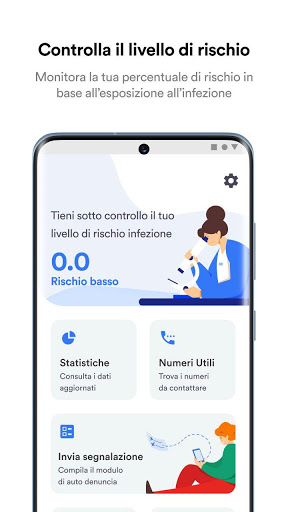 Controlla il livello di rischio
Monitora la tua percentuale di rischio in
base all'esposizione all'infezione
Tieni sotto controllo il tuo
livello di rischio infezione
0.0
Rischio basso
Statistiche
Consulta i dati
aggiornati
Numeri Utili
Trova i numeri
da contattare
Invia segnalazione
Compila il modulo
di auto denuncia